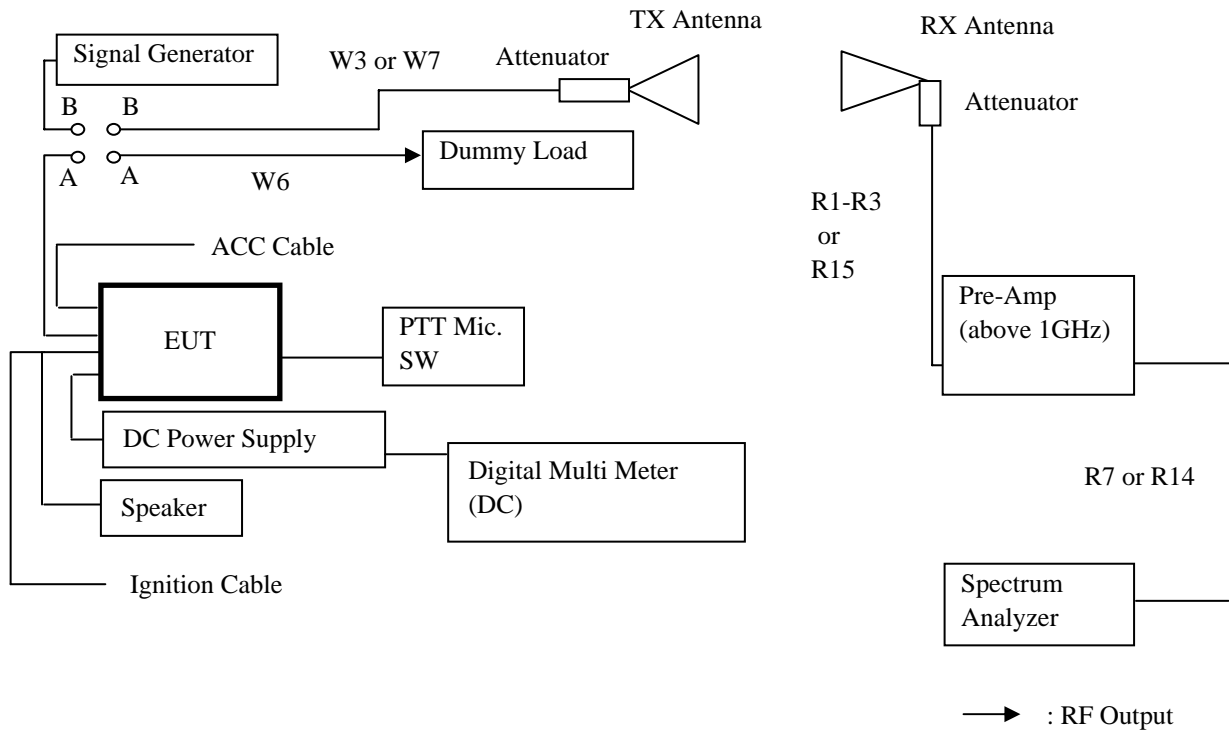 TX Antenna
RX Antenna
Signal Generator
W3 or W7
Attenuator
Attenuator
B
B
A
A
W6
Dummy Load
R1-R3
or
R15
ACC Cable
EUT
PTT Mic.
SW
Pre-Amp
(above 1GHz)
DC Power Supply
Digital Multi Meter
(DC)
R7 or R14
Speaker
Ignition Cable
Spectrum
Analyzer
: RF Output